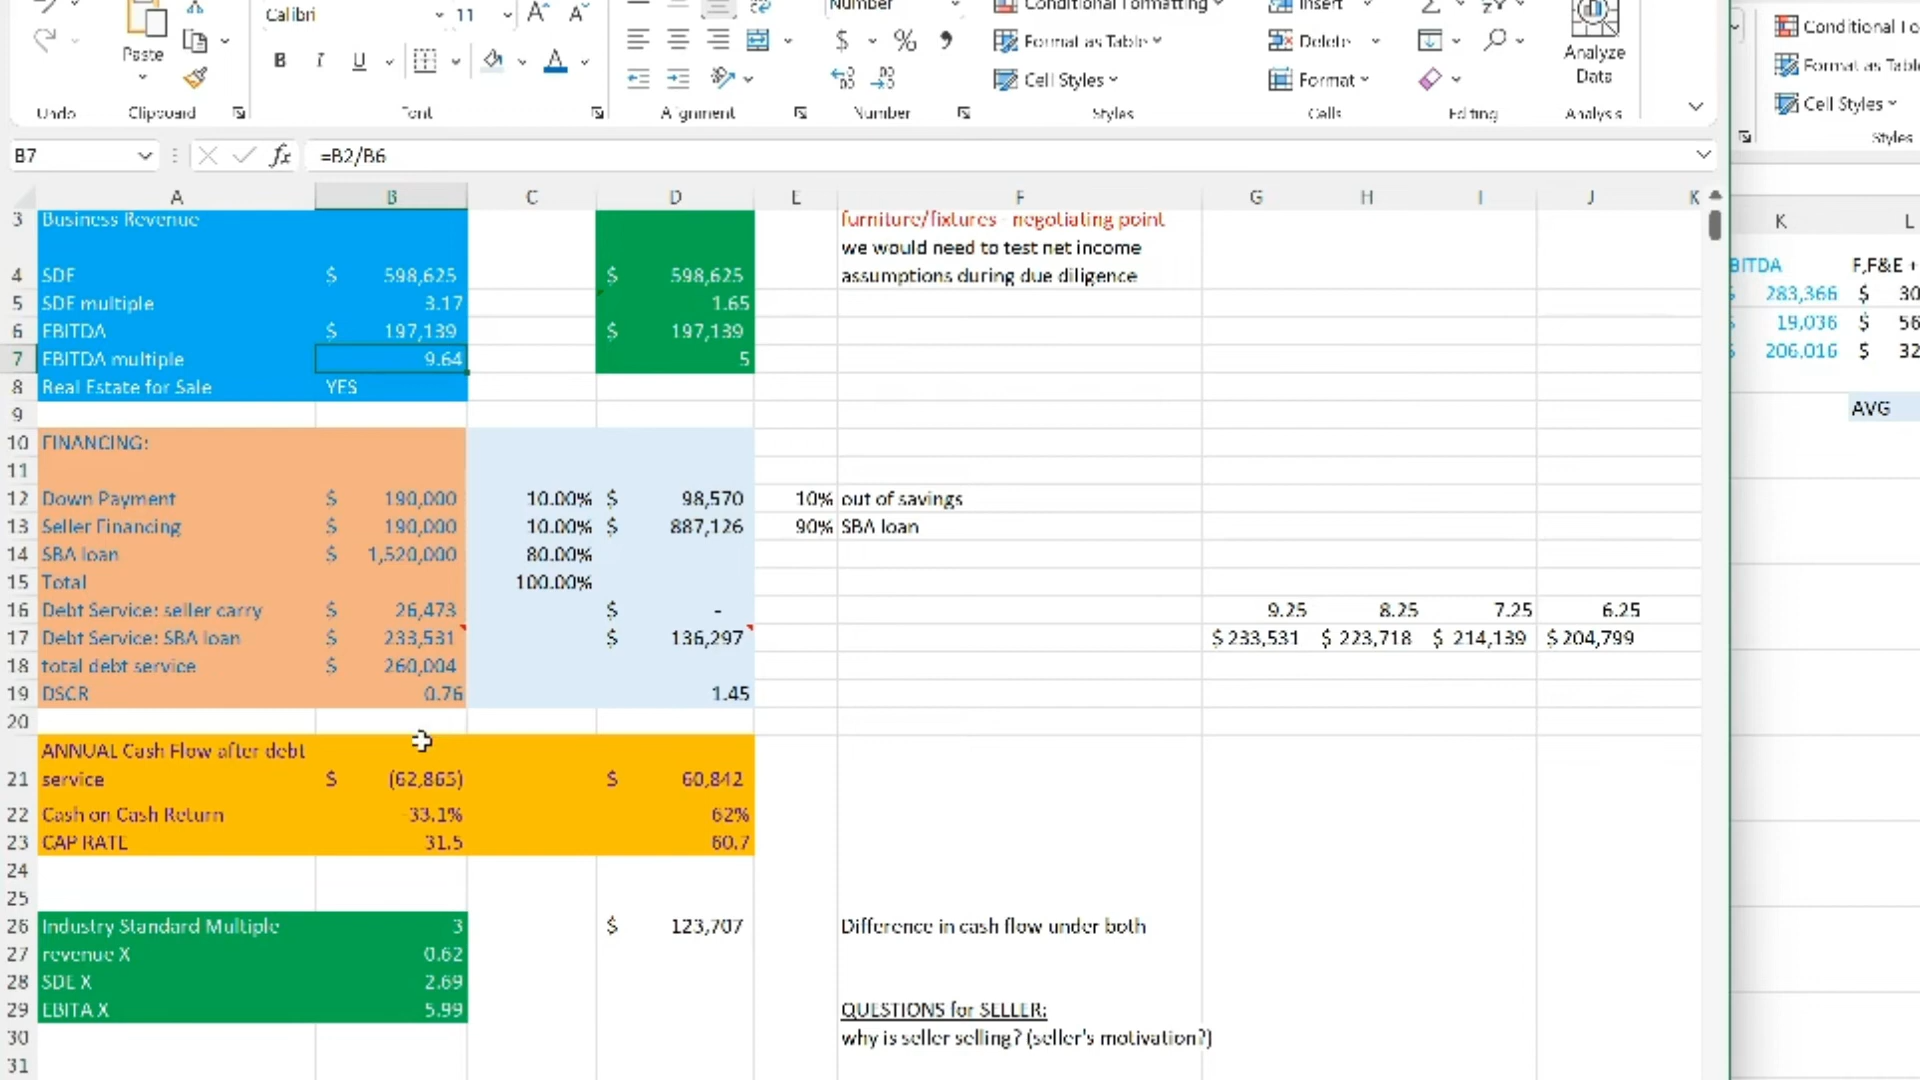 Calibri 11 Number Conditional Formatting Insert
Paste $ % Format as Table Delete Analyze Conditional Fo
B I U A Cell Styles Format Data Format as Tabl
Cell Styles
Undo Clipboard Font Alignment Number Styles Cells Editing Analysis
Styles
B7 fx =B2/B6
A B C D E F G H I J K
K L
3 Business Revenue furniture/fixtures - negotiating point
we would need to test net income
BITDA F,F&E +
4 SDE $ 598,625 $ 598,625 assumptions during due diligence
283,366 $ 30
5 SDE multiple 3.17 1.65
19,036 $ 56
6 EBITDA $ 197,139 $ 197,139
206,016 $ 32
7 EBITDA multiple 9.64 5
8 Real Estate for Sale YES
9
AVG
10 FINANCING:
11
12 Down Payment $ 190,000 10.00% $ 98,570 10% out of savings
13 Seller Financing $ 190,000 10.00% $ 887,126 90% SBA loan
14 SBA loan $ 1,520,000 80.00%
15 Total 100.00%
16 Debt Service: seller carry $ 26,473 $ - 9.25 8.25 7.25 6.25
17 Debt Service: SBA loan $ 233,531 $ 136,297 $ 233,531 $ 223,718 $ 214,139 $ 204,799
18 total debt service $ 260,004
19 DSCR 0.76 1.45
20
ANNUAL Cash Flow after debt
21 service $ (62,865) $ 60,842
22 Cash on Cash Return -33.1% 62%
23 CAP RATE 31.5 60.7
24
25
26 Industry Standard Multiple 3 $ 123,707 Difference in cash flow under both
27 revenue X 0.62
28 SDE X 2.69
29 EBITA X 5.99 QUESTIONS for SELLER:
30 why is seller selling? (seller's motivation?)
31